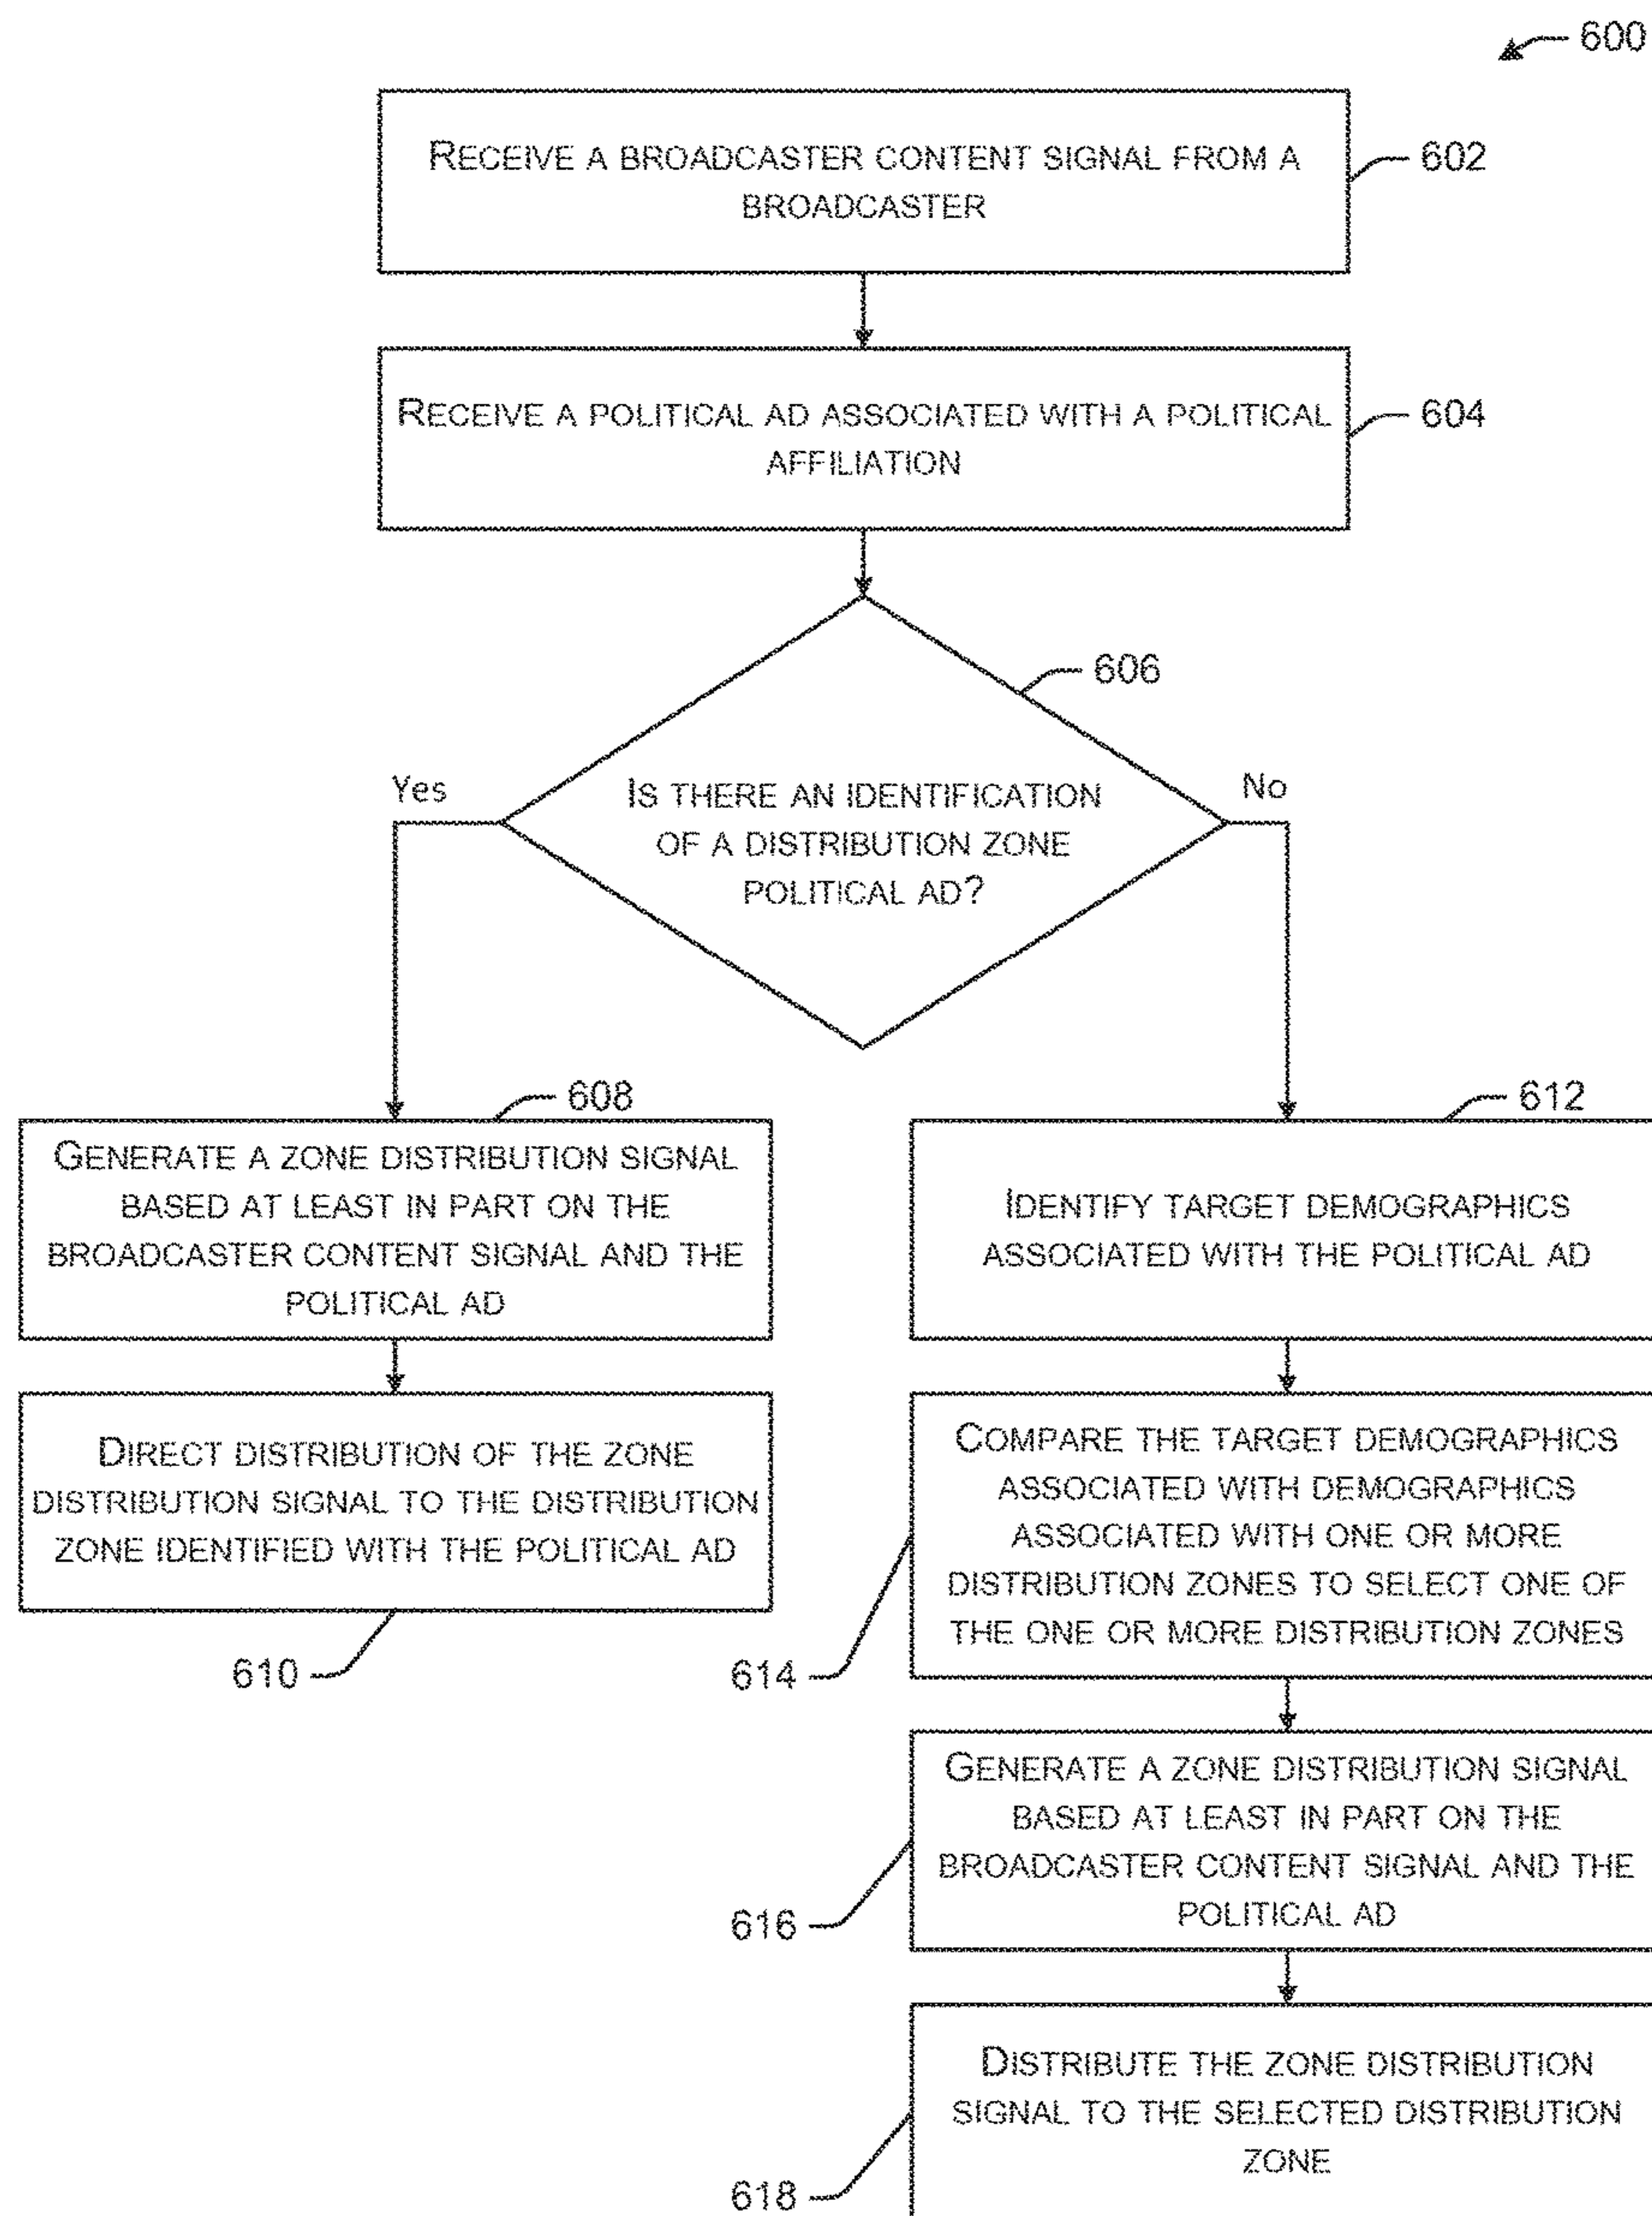 600
RECEIVE A BROADCASTER CONTENT SIGNAL FROM A
BROADCASTER
602
RECEIVE A POLITICAL AD ASSOCIATED WITH A POLITICAL
AFFILIATION
604
606
IS THERE AN IDENTIFICATION
OF A DISTRIBUTION ZONE
POLITICAL AD?
Yes
No
608
GENERATE A ZONE DISTRIBUTION SIGNAL
BASED AT LEAST IN PART ON THE
BROADCASTER CONTENT SIGNAL AND THE
POLITICAL AD
DIRECT DISTRIBUTION OF THE ZONE
DISTRIBUTION SIGNAL TO THE DISTRIBUTION
ZONE IDENTIFIED WITH THE POLITICAL AD
610
612
IDENTIFY TARGET DEMOGRAPHICS
ASSOCIATED WITH THE POLITICAL AD
COMPARE THE TARGET DEMOGRAPHICS
ASSOCIATED WITH DEMOGRAPHICS
ASSOCIATED WITH ONE OR MORE
DISTRIBUTION ZONES TO SELECT ONE OF
THE ONE OR MORE DISTRIBUTION ZONES
614
GENERATE A ZONE DISTRIBUTION SIGNAL
BASED AT LEAST IN PART ON THE
BROADCASTER CONTENT SIGNAL AND THE
POLITICAL AD
616
DISTRIBUTE THE ZONE DISTRIBUTION
SIGNAL TO THE SELECTED DISTRIBUTION
ZONE
618